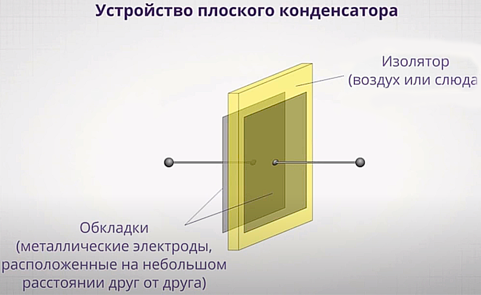 Устройство плоского конденсатора
Изолятор
(воздух или слюда
Обкладки
(металлические электроды,
расположенные на небольшом
расстоянии друг от друга)